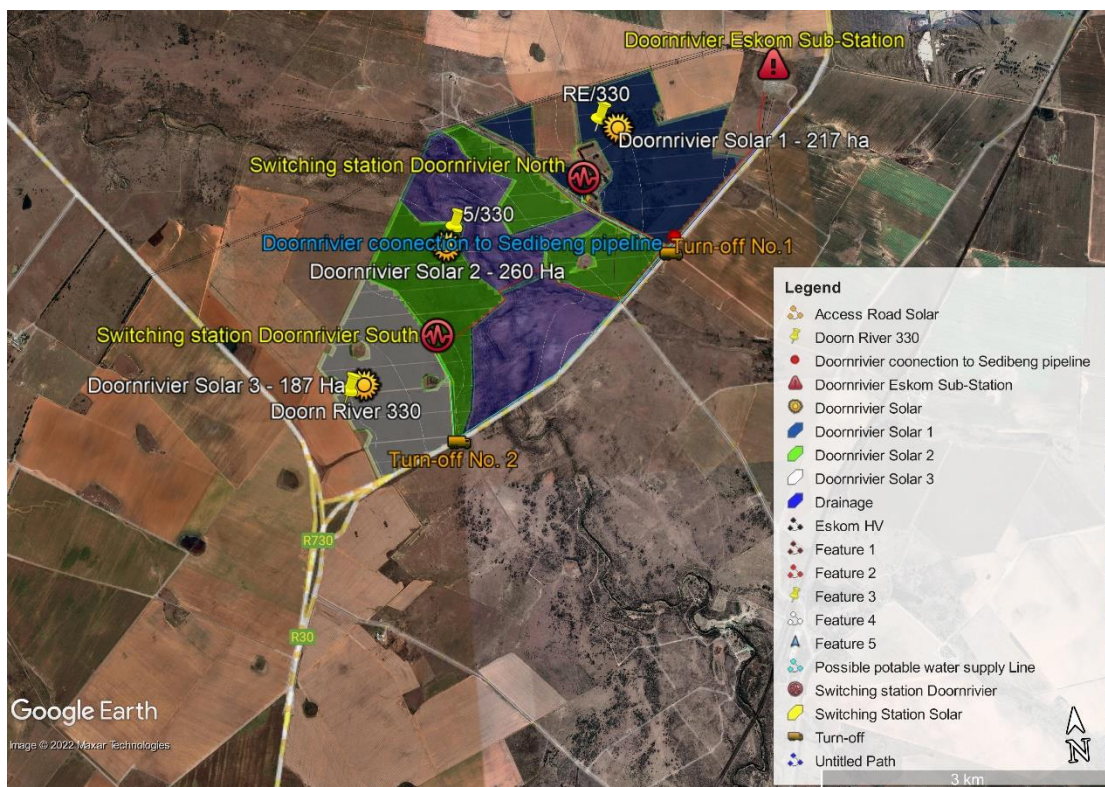 Doornrivier Eskom Sub-Station
RE/330
Doornrivier Solar 1 - 217 ha
Switching station Doornrivier North
5/330
Doornrivier coonection to Sedibeng pipeline
Turn-off No.1
Doornrivier Solar 2 - 260 Ha
Switching station Doornrivier South
Doornrivier Solar 3 - 187 Ha
Doorn River 330
Turn-off No. 2
R730
R30
Legend
Access Road Solar
Doorn River 330
Doornrivier coonection to Sedibeng pipeline
Doornrivier Eskom Sub-Station
Doornrivier Solar
Doornrivier Solar 1
Doornrivier Solar 2
Doornrivier Solar 3
Drainage
Eskom HV
Feature 1
Feature 2
Feature 3
Feature 4
Feature 5
Possible potable water supply Line
Switching station Doornrivier
Switching Station Solar
Turn-off
Untitled Path
Google Earth
Image © 2022 Maxar Technologies
N
3 km